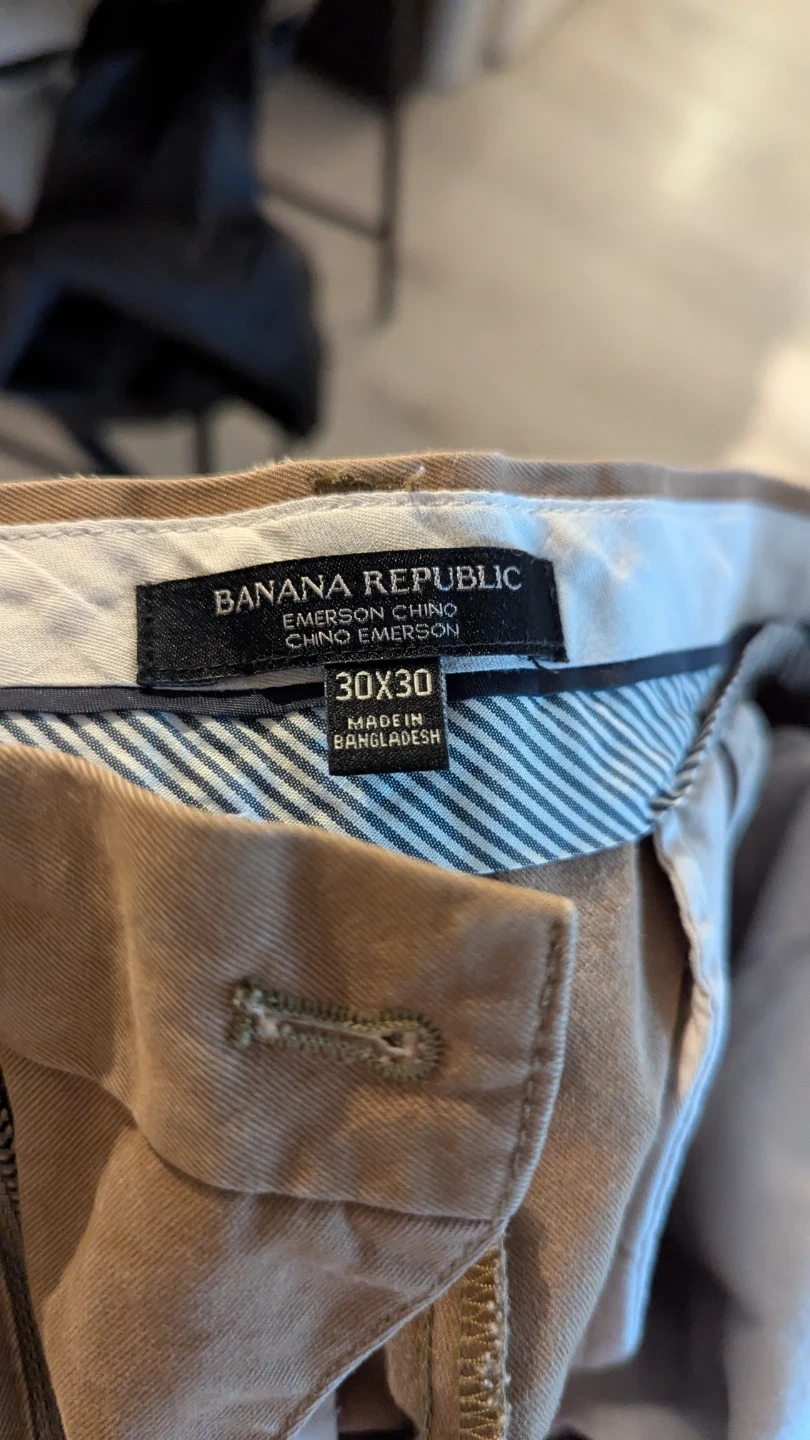 BANANA REPUBLIC
EMERSON CHINO
CHINO EMERSON
30X30
MADE IN
BANGLADESH